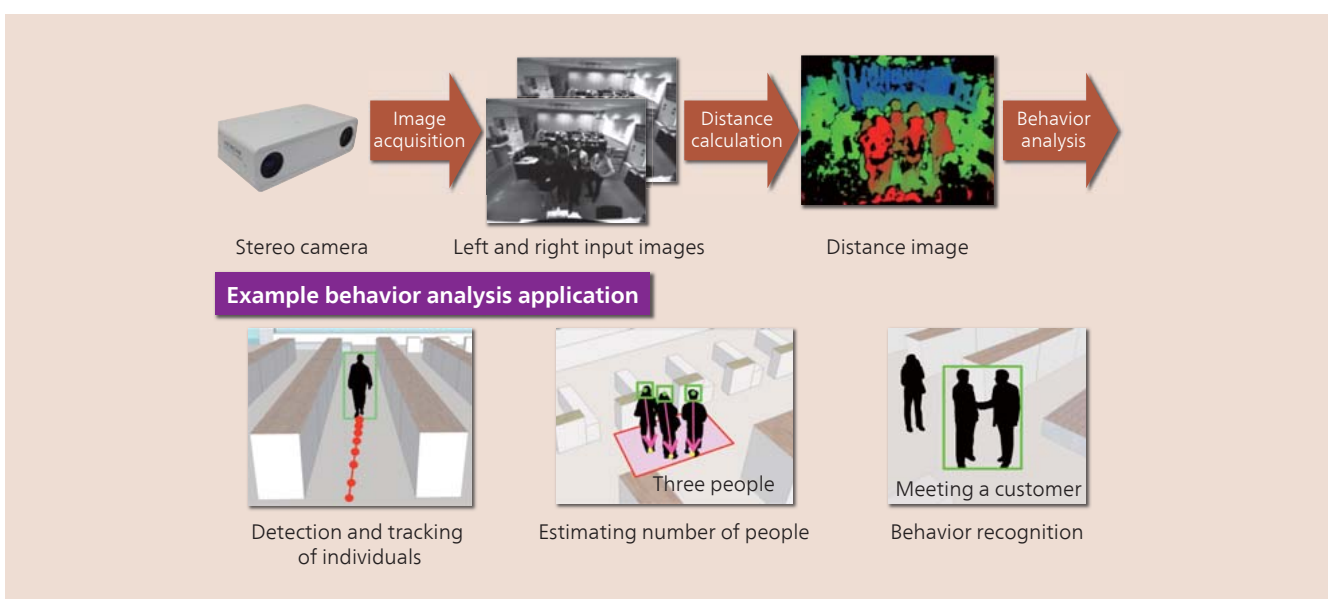 Image
acquisition
Distance
calculation
Behavior
analysis
Stereo camera
Left and right input images
Distance image
Example behavior analysis application
Three people
Meeting a customer
Detection and tracking
of individuals
Estimating number of people
Behavior recognition